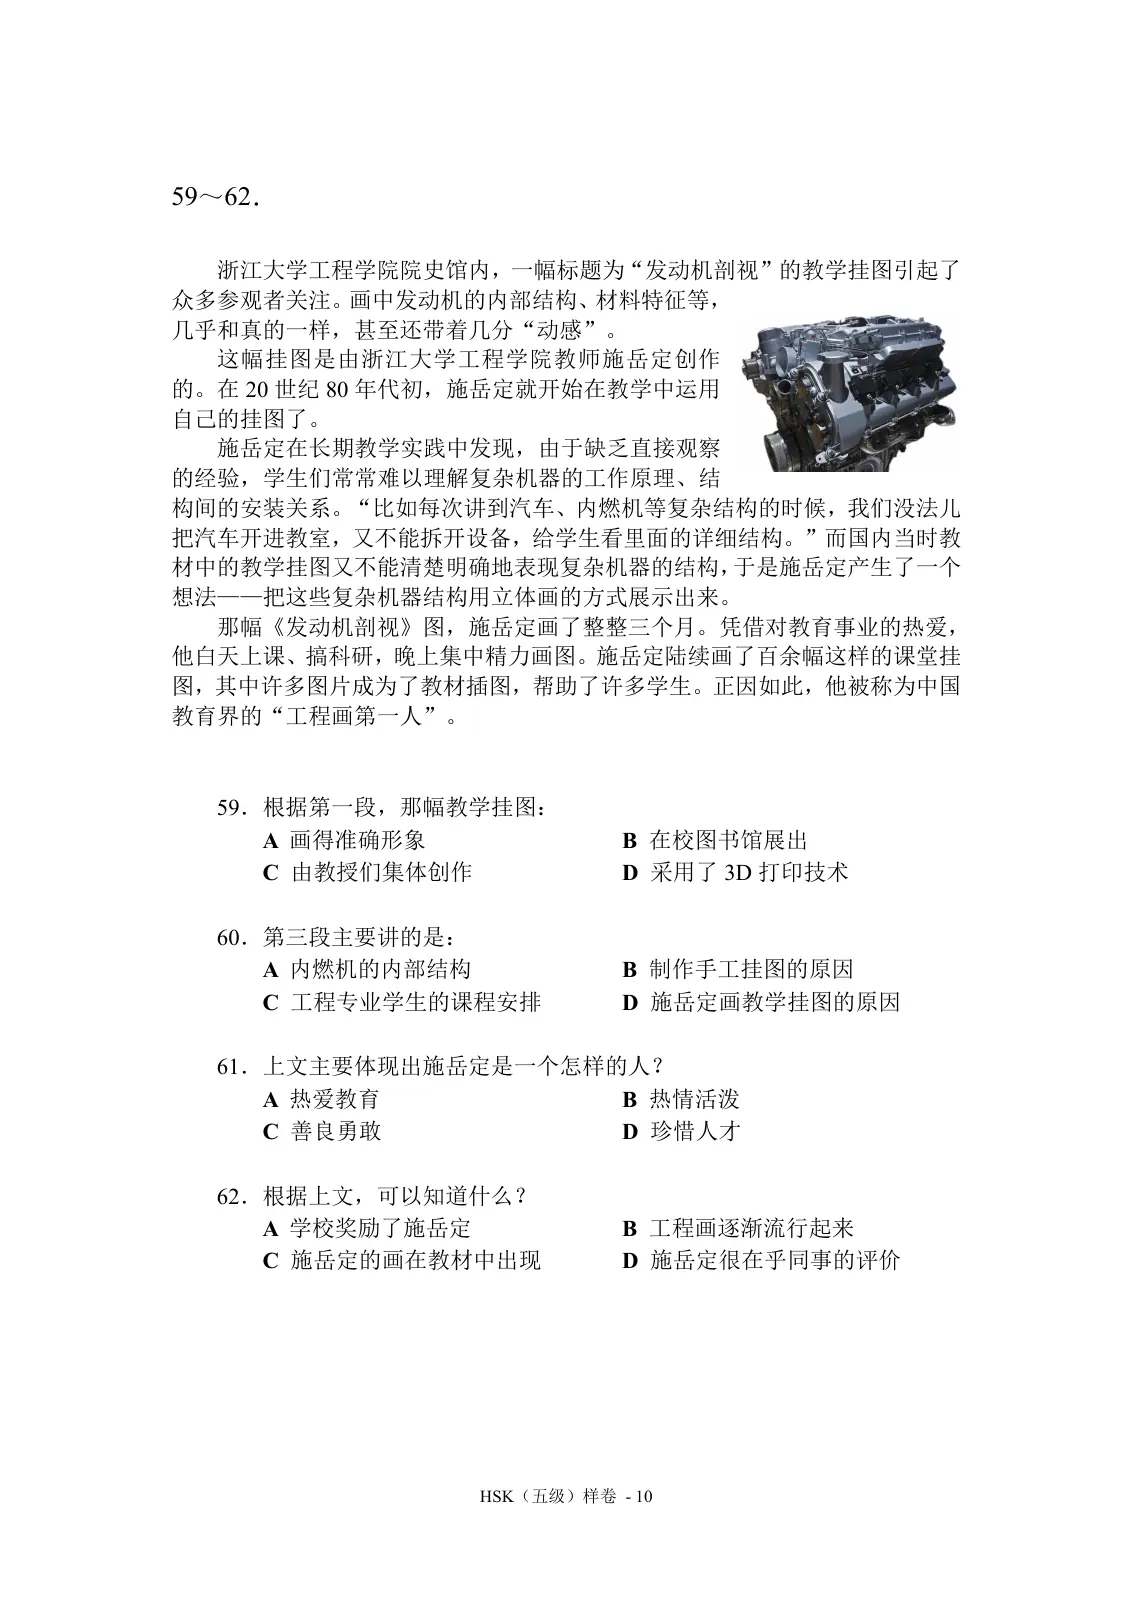 59～62．
浙江大学工程学院院史馆内，一幅标题为“发动机剖视”的教学挂图引起了
众多参观者关注。画中发动机的内部结构、材料特征等，
几乎和真的一样，甚至还带着几分“动感”。
这幅挂图是由浙江大学工程学院教师施岳定创作
的。在 20 世纪 80 年代初，施岳定就开始在教学中运用
自己的挂图了。
施岳定在长期教学实践中发现，由于缺乏直接观察
的经验，学生们常常难以理解复杂机器的工作原理、结
构间的安装关系。“比如每次讲到汽车、内燃机等复杂结构的时候，我们没法儿
把汽车开进教室，又不能拆开设备，给学生看里面的详细结构。”而国内当时教
材中的教学挂图又不能清楚明确地表现复杂机器的结构，于是施岳定产生了一个
想法——把这些复杂机器结构用立体画的方式展示出来。
那幅《发动机剖视》图，施岳定画了整整三个月。凭借对教育事业的热爱，
他白天上课、搞科研，晚上集中精力画图。施岳定陆续画了百余幅这样的课堂挂
图，其中许多图片成为了教材插图，帮助了许多学生。正因如此，他被称为中国
教育界的“工程画第一人”。
59．根据第一段，那幅教学挂图：
A 画得准确形象 B 在校图书馆展出
C 由教授们集体创作 D 采用了 3D 打印技术
60．第三段主要讲的是：
A 内燃机的内部结构 B 制作手工挂图的原因
C 工程专业学生的课程安排 D 施岳定画教学挂图的原因
61．上文主要体现出施岳定是一个怎样的人？
A 热爱教育 B 热情活泼
C 善良勇敢 D 珍惜人才
62．根据上文，可以知道什么？
A 学校奖励了施岳定 B 工程画逐渐流行起来
C 施岳定的画在教材中出现 D 施岳定很在乎同事的评价
HSK（五级）样卷 - 10